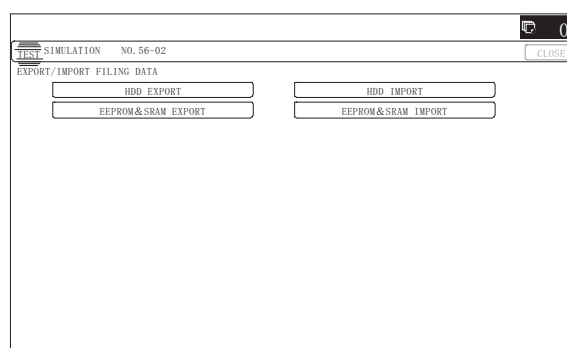 0
TEST SIMULATION NO.56-02 CLOSE
EXPORT/IMPORT FILING DATA
HDD EXPORT HDD IMPORT
EEPROM&SRAM EXPORT EEPROM&SRAM IMPORT